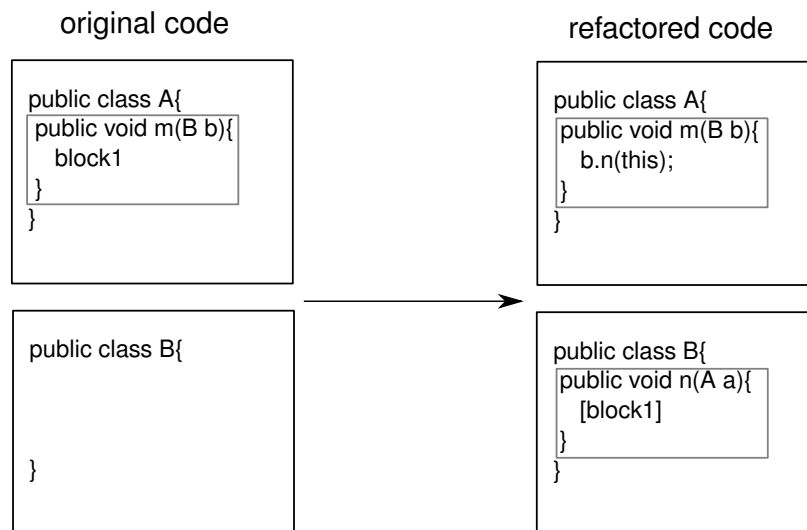 original code
public class A{
public void m(B b){
block1
}
}
public class B{
}
refactored code
public class A{
public void m(B b){
b.n(this);
}
}
public class B{
public void n(A a){
[block1]
}
}